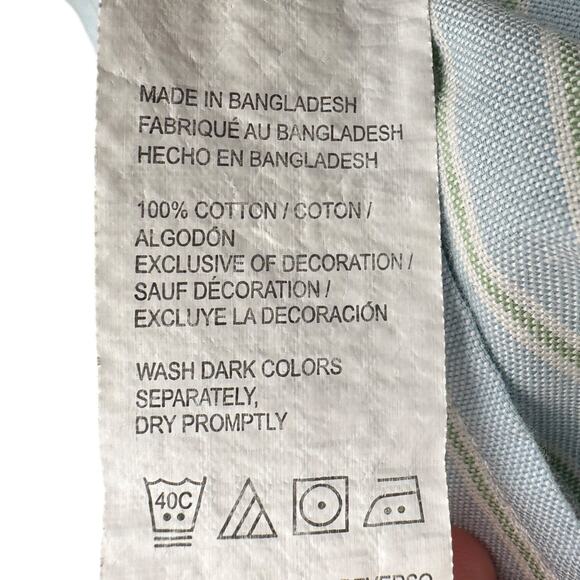 MADE IN BANGLADESH
FABRIQUÉ AU BANGLADESH
HECHO EN BANGLADESH
100% COTTON / COTON /
ALGODÓN
EXCLUSIVE OF DECORATION /
SAUF DÉCORATION /
EXCLUYE LA DECORACIÓN
WASH DARK COLORS
SEPARATELY,
DRY PROMPTLY
40C